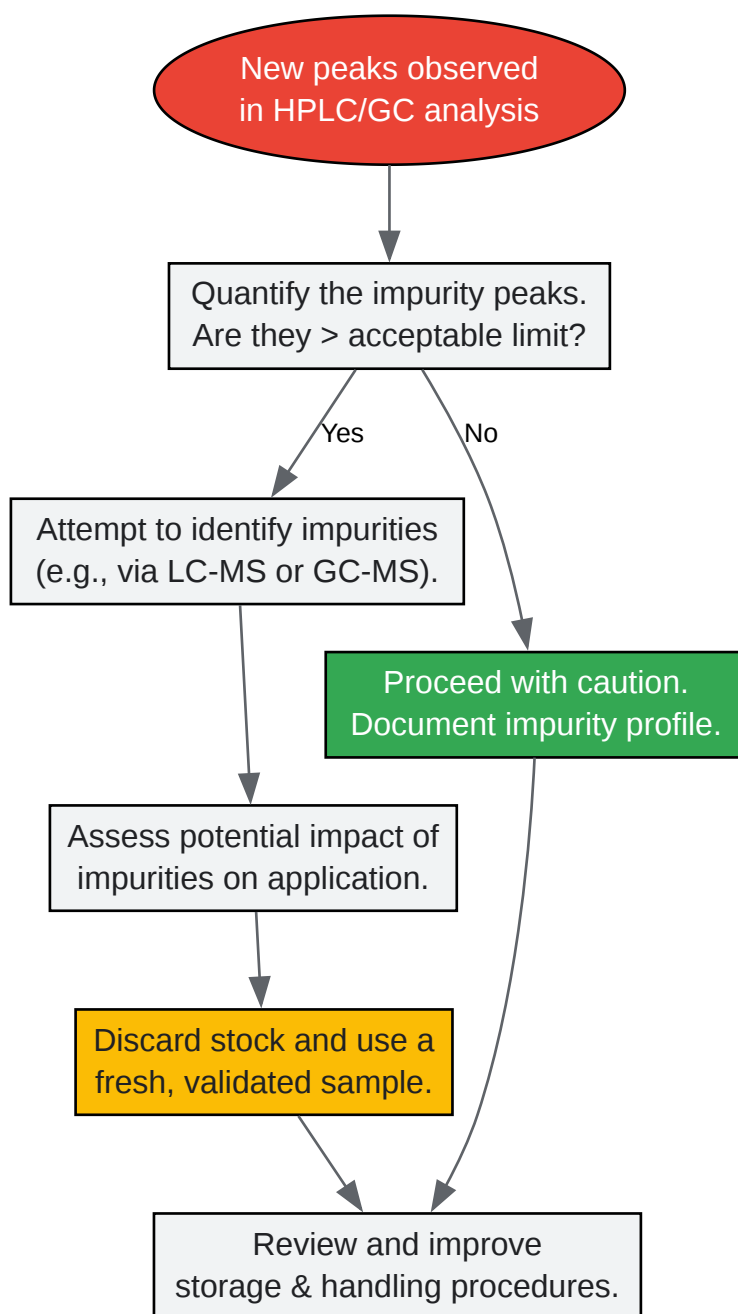 New peaks observed
in HPLC/GC analysis
Quantify the impurity peaks.
Are they > acceptable limit?
Yes
No
Attempt to identify impurities
(e.g., via LC-MS or GC-MS).
Proceed with caution.
Document impurity profile.
Assess potential impact of
impurities on application.
Discard stock and use a
fresh, validated sample.
Review and improve
storage & handling procedures.